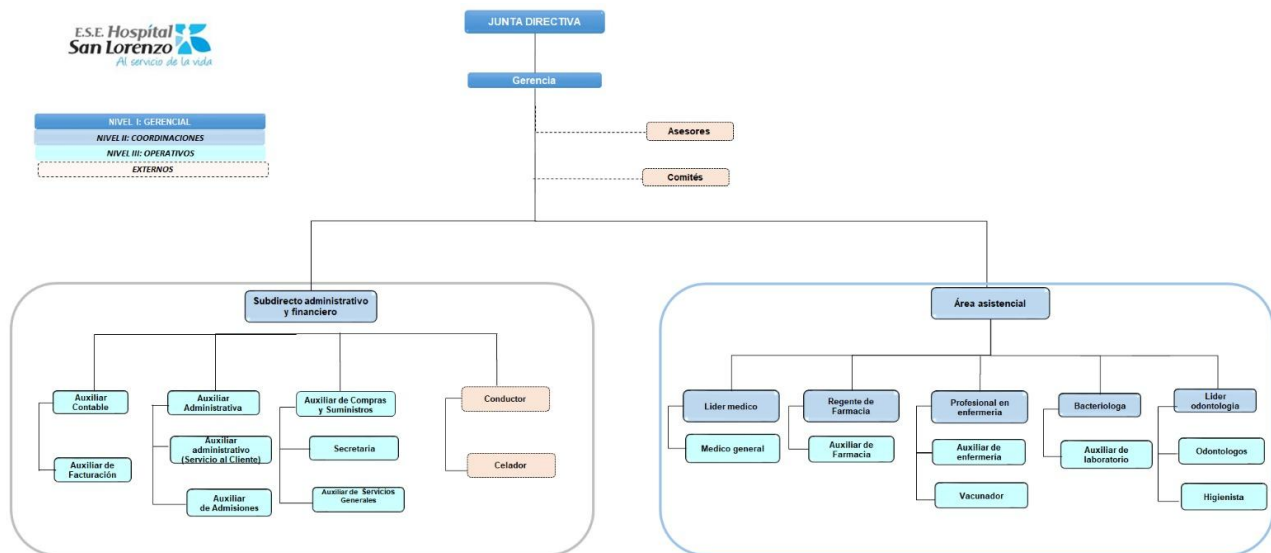 E.S.E. Hospital
San Lorenzo
Al servicio de la vida
JUNTA DIRECTIVA
Gerencia
NIVEL I: GERENCIAL
NIVEL II: COORDINACIONES
NIVEL III: OPERATIVOS
EXTERNOS
Asesores
Comités
Subdirecto administrativo
y financiero
Área asistencial
Auxiliar
Contable
Auxiliar
Administrativa
Auxiliar de Compras
y Suministros
Conductor
Auxiliar de
Facturación
Auxiliar
administrativo
(Servicio al Cliente)
Secretaria
Celador
Auxiliar
de Admisiones
Auxiliar de Servicios
Generales
Lider medico
Regente de
Farmacia
Profesional en
enfermeria
Bacteriologa
Lider
odontologia
Medico general
Auxiliar de
Farmacia
Auxiliar de
enfermeria
Auxiliar de
laboratorio
Odontologos
Vacunador
Higienista